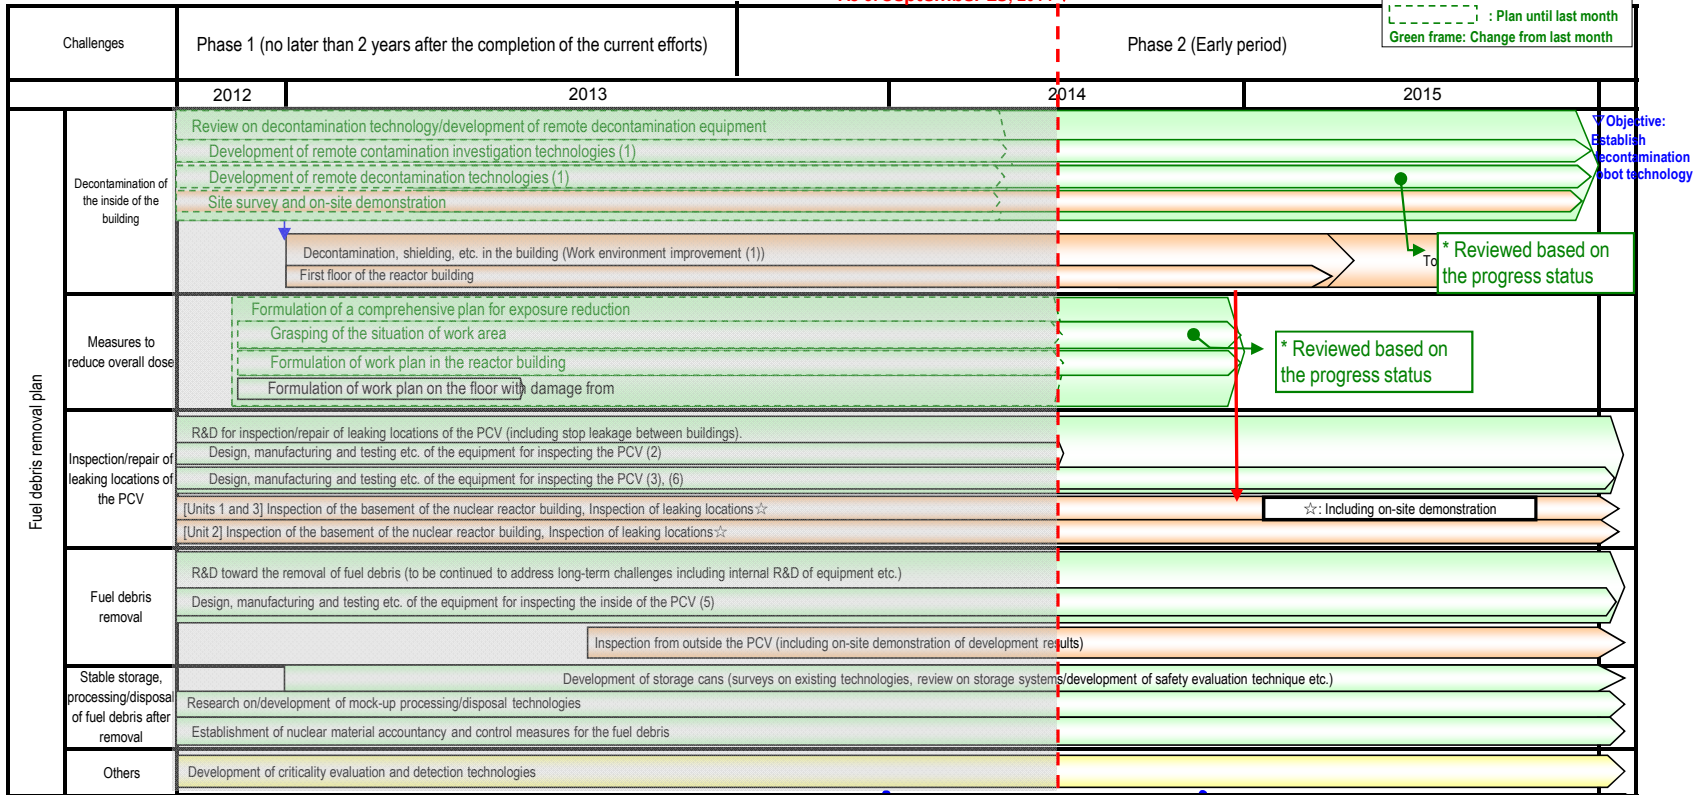 : Plan until last month
Green frame: Change from last month
Challenges
Phase 1 (no later than 2 years after the completion of the current efforts)
Phase 2 (Early period)
2012
2013
2014
2015
Fuel debris removal plan
Decontamination of
the inside of the
building
Review on decontamination technology/development of remote decontamination equipment
Development of remote contamination investigation technologies (1)
Development of remote decontamination technologies (1)
Site survey and on-site demonstration
▽Objective:
Establish
decontamination
robot technology
Decontamination, shielding, etc. in the building (Work environment improvement (1))
First floor of the reactor building
To
* Reviewed based on
the progress status
Measures to
reduce overall dose
Formulation of a comprehensive plan for exposure reduction
Grasping of the situation of work area
Formulation of work plan in the reactor building
Formulation of work plan on the floor with damage from
* Reviewed based on
the progress status
Inspection/repair of
leaking locations of
the PCV
R&D for inspection/repair of leaking locations of the PCV (including stop leakage between buildings).
Design, manufacturing and testing etc. of the equipment for inspecting the PCV (2)
Design, manufacturing and testing etc. of the equipment for inspecting the PCV (3), (6)
[Units 1 and 3] Inspection of the basement of the nuclear reactor building, Inspection of leaking locations☆
☆: Including on-site demonstration
[Unit 2] Inspection of the basement of the nuclear reactor building, Inspection of leaking locations☆
Fuel debris
removal
R&D toward the removal of fuel debris (to be continued to address long-term challenges including internal R&D of equipment etc.)
Design, manufacturing and testing etc. of the equipment for inspecting the inside of the PCV (5)
Inspection from outside the PCV (including on-site demonstration of development results)
Stable storage,
processing/disposal
of fuel debris after
removal
Development of storage cans (surveys on existing technologies, review on storage systems/development of safety evaluation technique etc.)
Research on/development of mock-up processing/disposal technologies
Establishment of nuclear material accountancy and control measures for the fuel debris
Others
Development of criticality evaluation and detection technologies